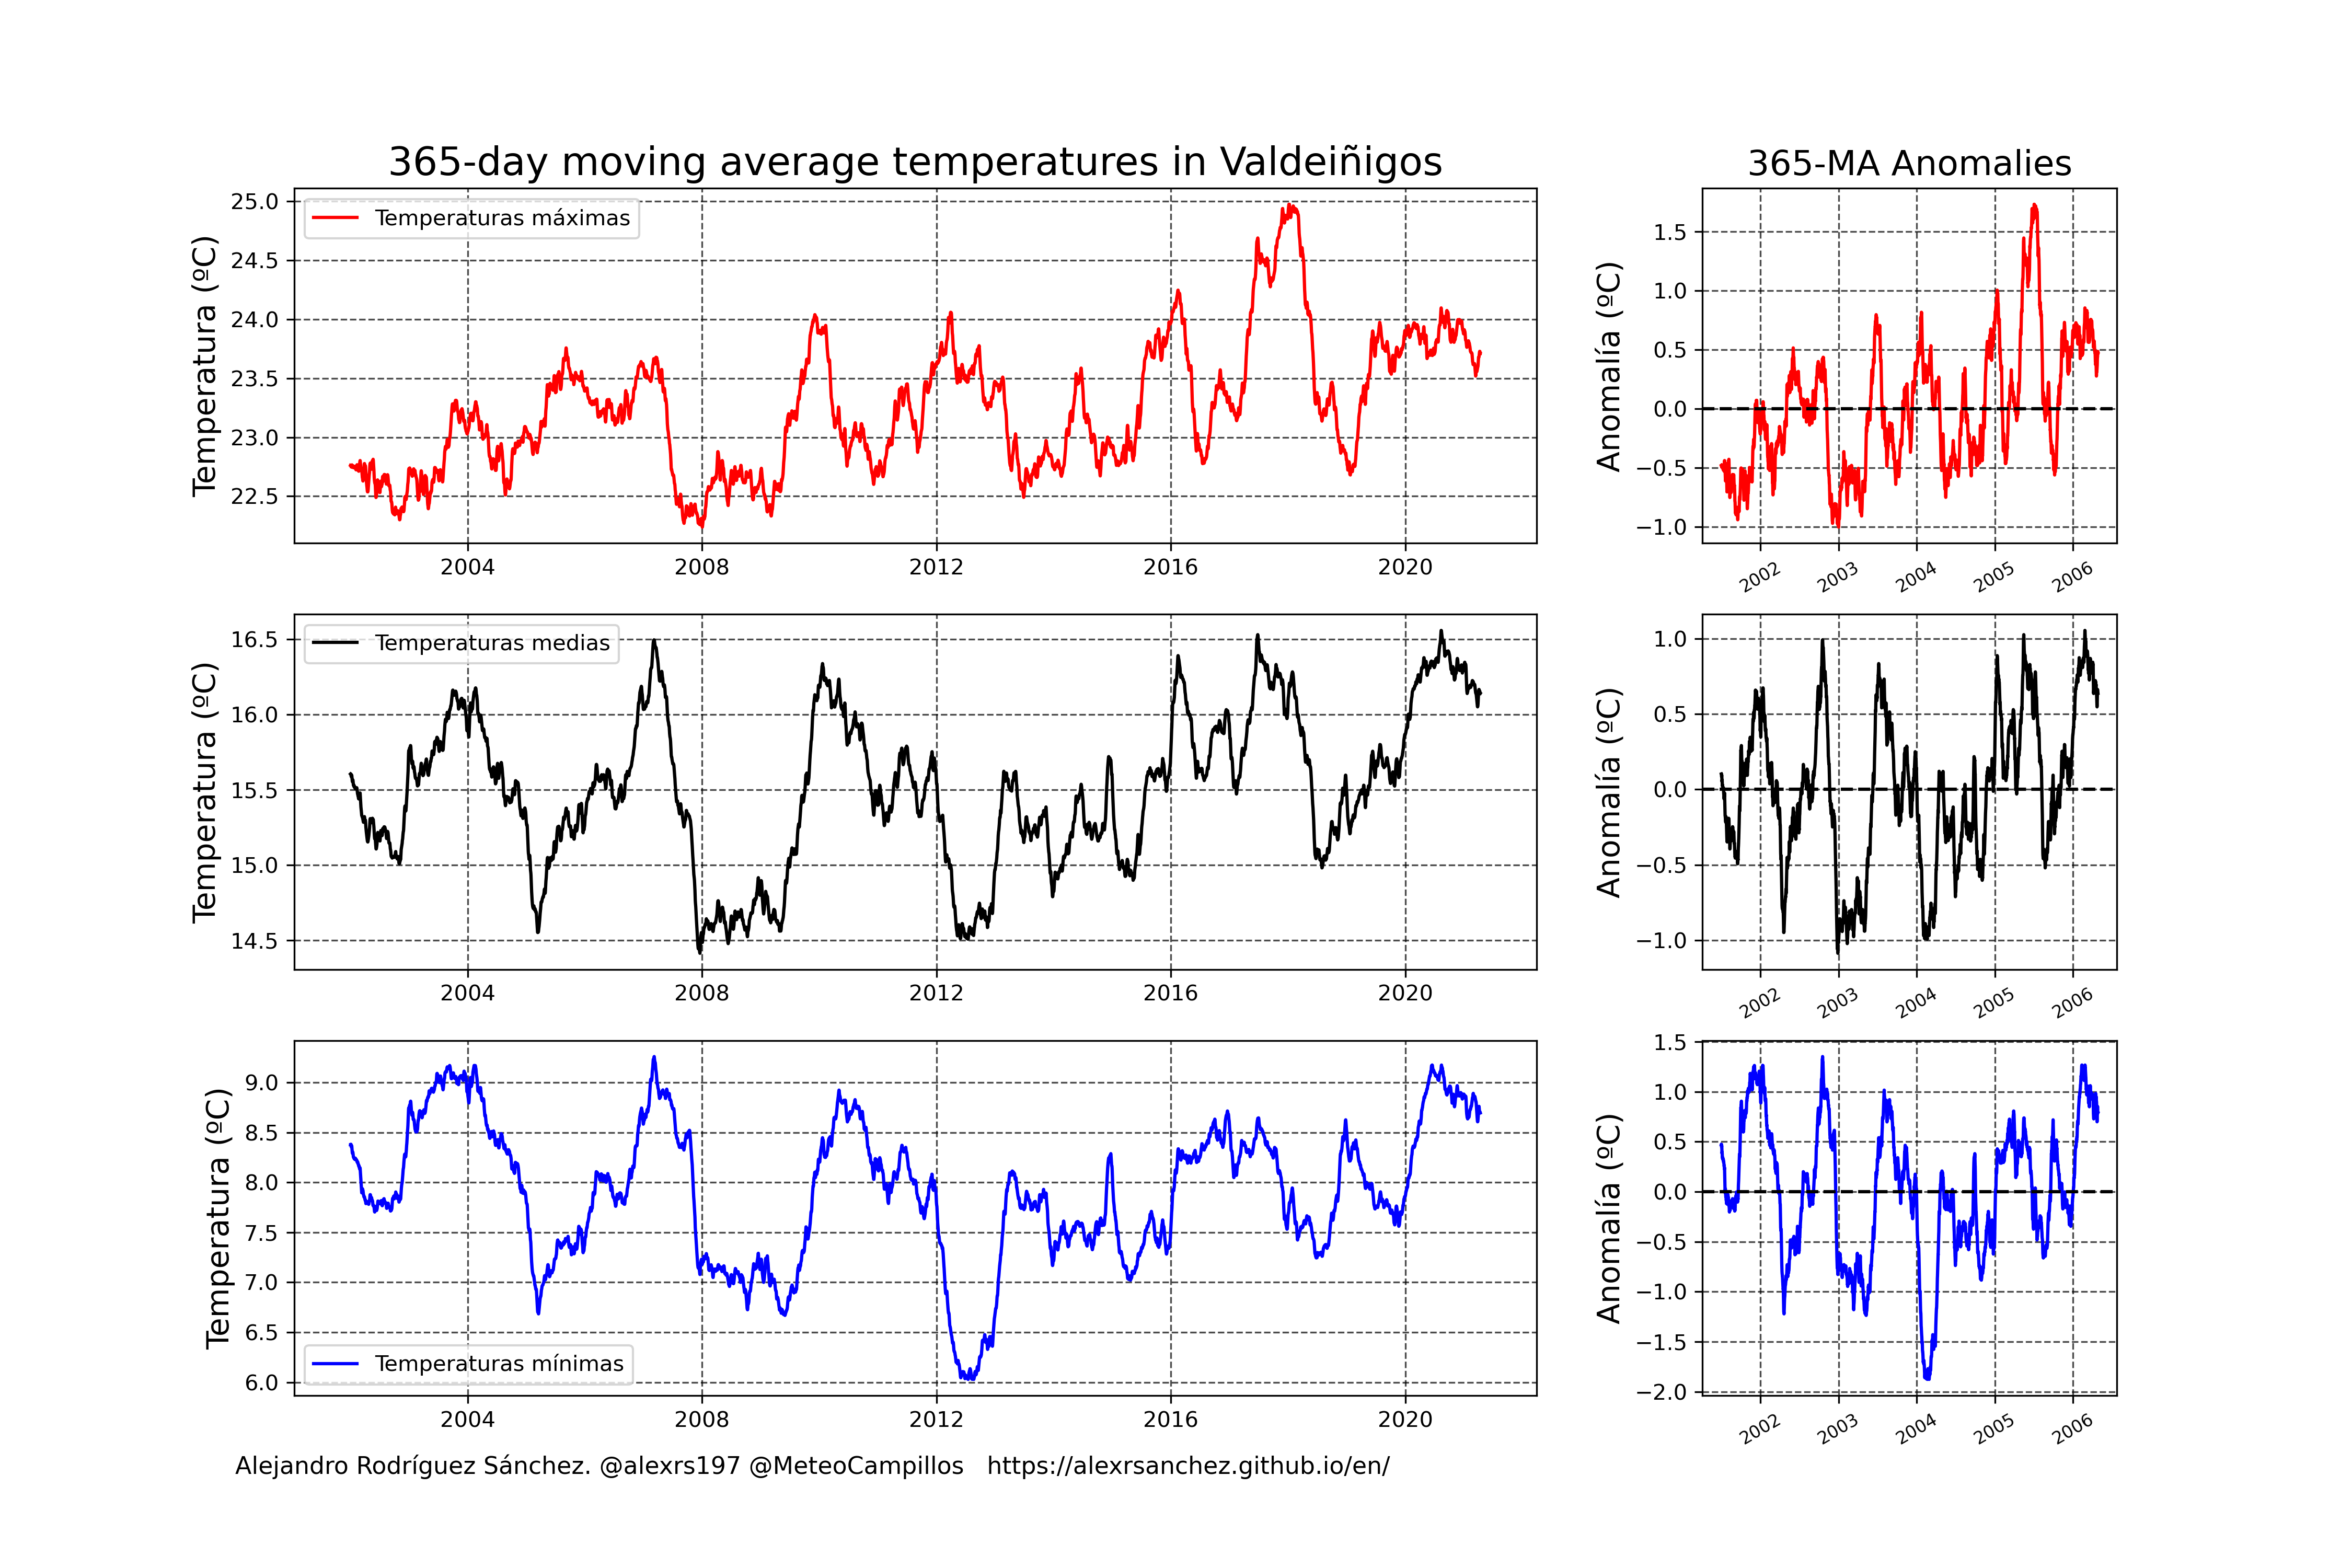 365-day moving average temperatures in Valdeiñigos
365-MA Anomalies
Temperatura (ºC)
25.0
24.5
24.0
23.5
23.0
22.5
Temperaturas máximas
2004 2008 2012 2016 2020
Anomalía (ºC)
1.5
1.0
0.5
0.0
−0.5
−1.0
2002 2003 2004 2005 2006
Temperatura (ºC)
16.5
16.0
15.5
15.0
14.5
Temperaturas medias
2004 2008 2012 2016 2020
Anomalía (ºC)
1.0
0.5
0.0
−0.5
−1.0
2002 2003 2004 2005 2006
Temperatura (ºC)
9.0
8.5
8.0
7.5
7.0
6.5
6.0
Temperaturas mínimas
2004 2008 2012 2016 2020
Anomalía (ºC)
1.5
1.0
0.5
0.0
−0.5
−1.0
−1.5
−2.0
2002 2003 2004 2005 2006
Alejandro Rodríguez Sánchez. @alexrs197 @MeteoCampillos https://alexrsanchez.github.io/en/